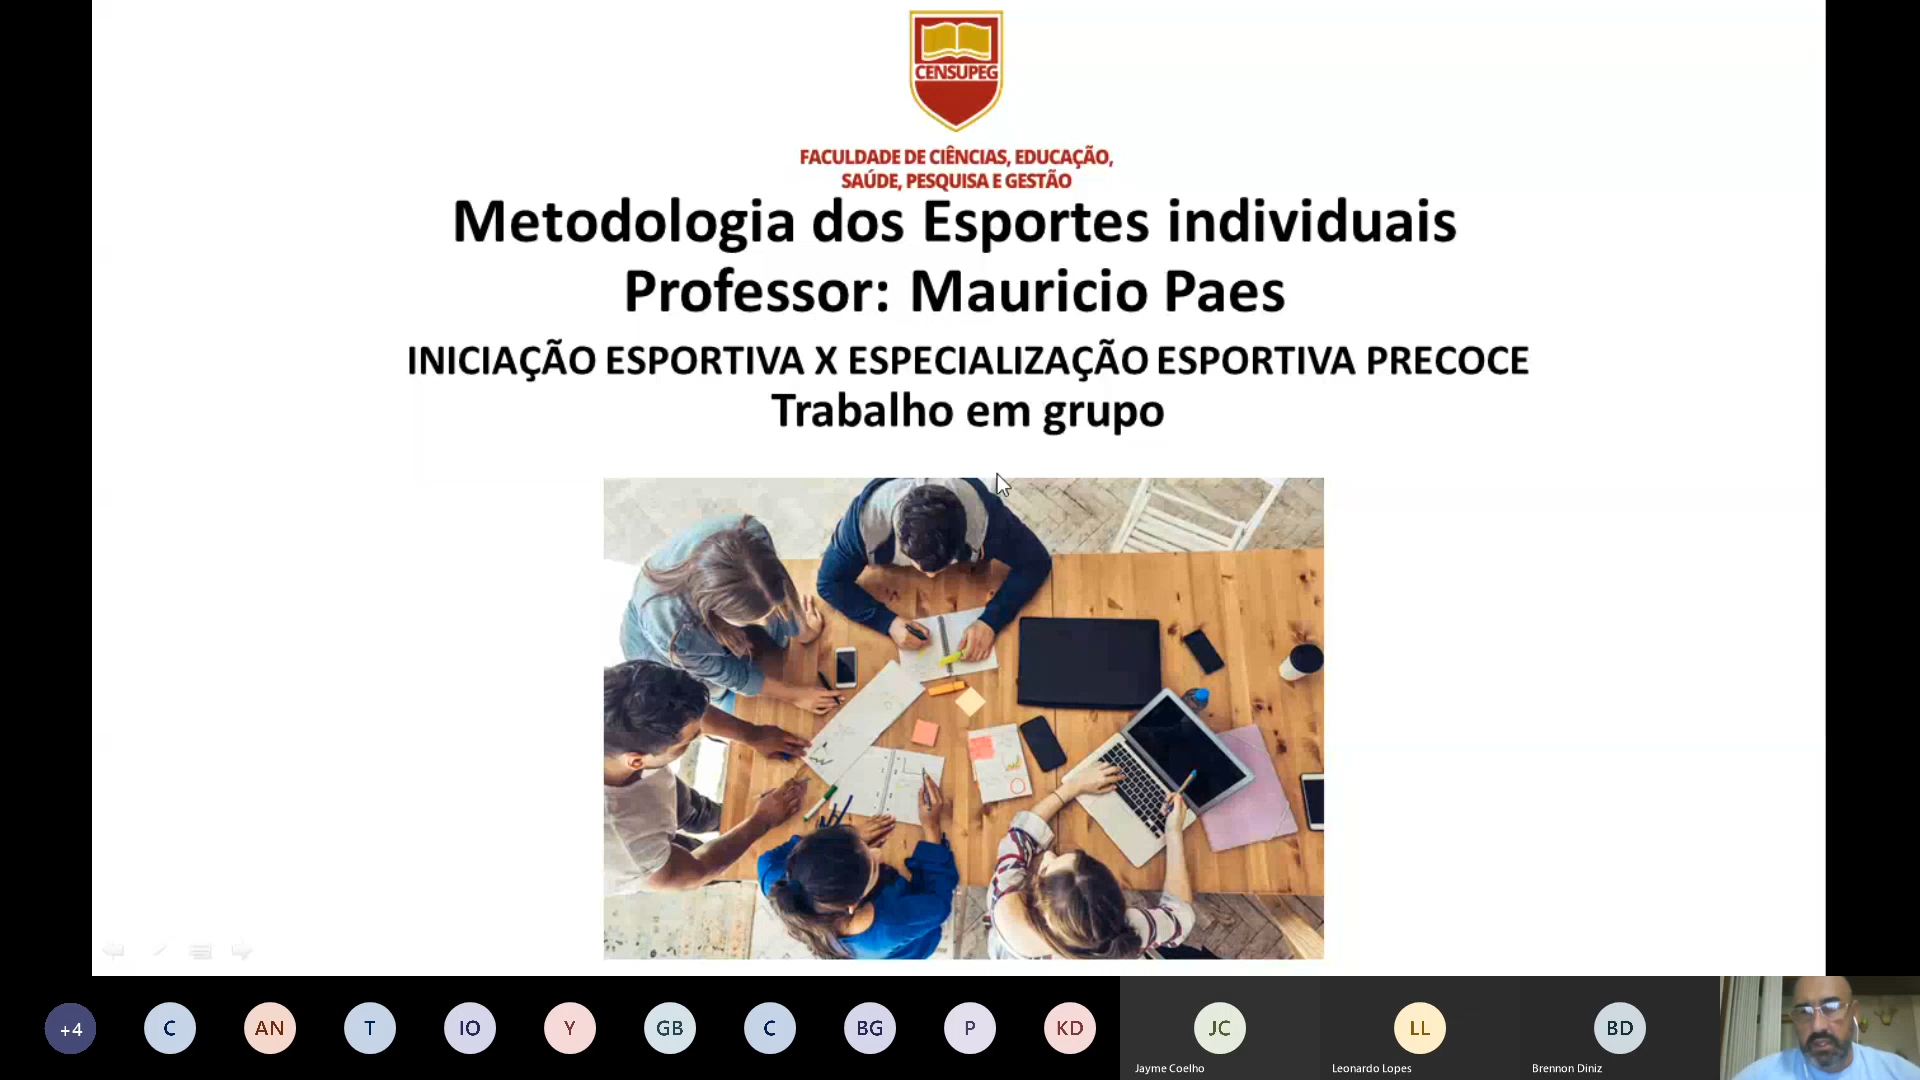 CENSUPEG
FACULDADE DE CIÊNCIAS, EDUCAÇÃO,
SAÚDE, PESQUISA E GESTÃO
Metodologia dos Esportes individuais
Professor: Mauricio Paes
INICIAÇÃO ESPORTIVA X ESPECIALIZAÇÃO ESPORTIVA PRECOCE
Trabalho em grupo
+4
C
AN
T
IO
Y
GB
C
BG
P
KD
JC
LL
BD
Jayme Coelho
Leonardo Lopes
Brennon Diniz